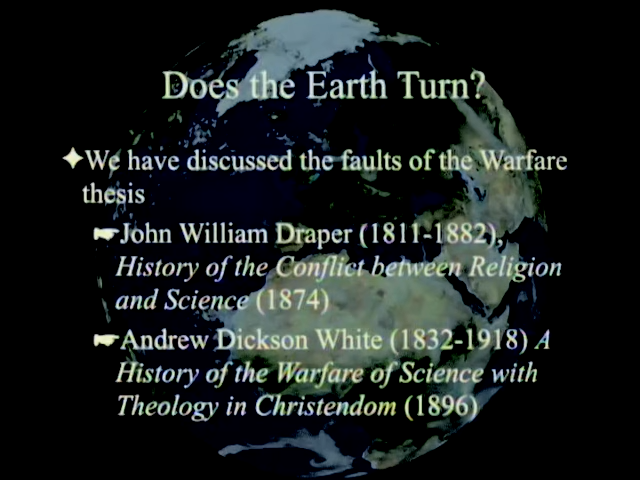 Does the Earth Turn?
We have discussed the faults of the Warfare
thesis
John William Draper (1811-1882),
History of the Conflict between Religion
and Science (1874)
Andrew Dickson White (1832-1918) A
History of the Warfare of Science with
Theology in Christendom (1896)